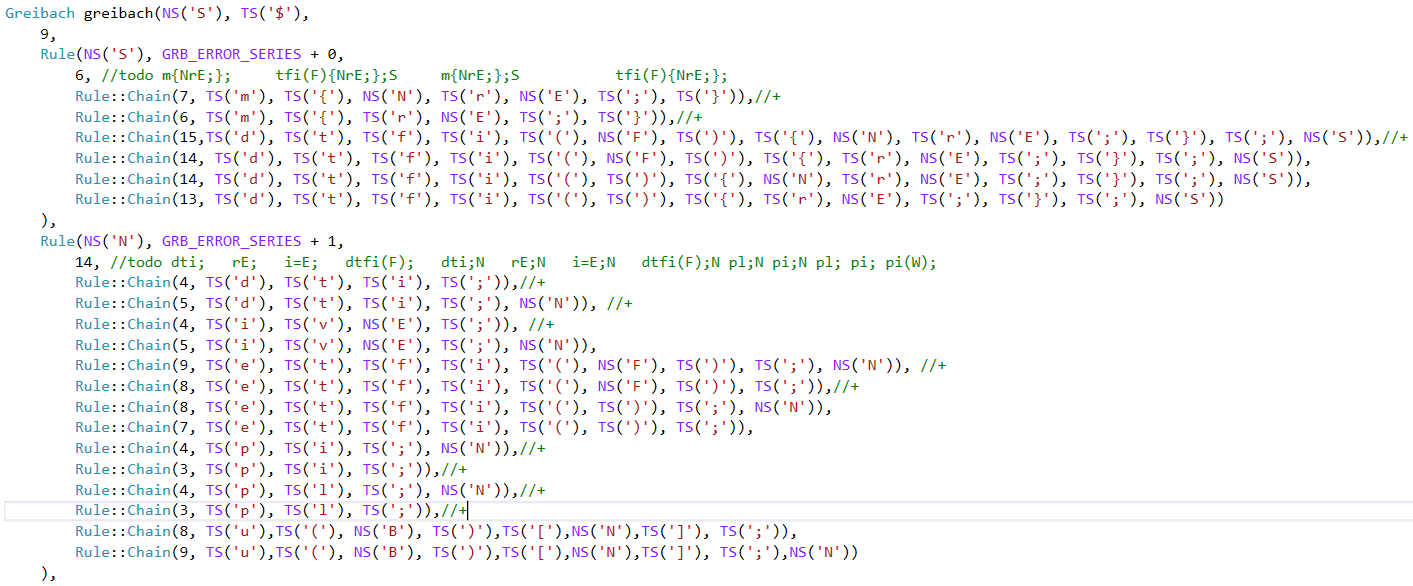 Greibach greibach(NS('S'), TS('$'),
    9,
    Rule(NS('S'), GRB_ERROR_SERIES + 0,
        6, //todo m{NrE;};     tfi(F){NrE;};S     m{NrE;};S           tfi(F){NrE;};
        Rule::Chain(7, TS('m'), TS('{'), NS('N'), TS('r'), NS('E'), TS(';'), TS('}')),//+
        Rule::Chain(6, TS('m'), TS('{'), TS('r'), NS('E'), TS(';'), TS('}')),//+
        Rule::Chain(15,TS('d'), TS('t'), TS('f'), TS('i'), TS('('), NS('F'), TS(')'), TS('{'), NS('N'), TS('r'), NS('E'), TS(';'), TS('}'), TS(';'), NS('S')),//+
        Rule::Chain(14, TS('d'), TS('t'), TS('f'), TS('i'), TS('('), NS('F'), TS(')'), TS('{'), TS('r'), NS('E'), TS(';'), TS('}'), TS(';'), NS('S')),
        Rule::Chain(14, TS('d'), TS('t'), TS('f'), TS('i'), TS('('), TS(')'), TS('{'), NS('N'), TS('r'), NS('E'), TS(';'), TS('}'), TS(';'), NS('S')),
        Rule::Chain(13, TS('d'), TS('t'), TS('f'), TS('i'), TS('('), TS(')'), TS('{'), TS('r'), NS('E'), TS(';'), TS('}'), TS(';'), NS('S'))
    ),
    Rule(NS('N'), GRB_ERROR_SERIES + 1,
        14, //todo dti;   rE;   i=E;   dtfi(F);   dti;N   rE;N   i=E;N   dtfi(F);N pl;N pi;N pl; pi; pi(W);
        Rule::Chain(4, TS('d'), TS('t'), TS('i'), TS(';')),//+
        Rule::Chain(5, TS('d'), TS('t'), TS('i'), TS(';'), NS('N')), //+
        Rule::Chain(4, TS('i'), TS('v'), NS('E'), TS(';')), //+
        Rule::Chain(5, TS('i'), TS('v'), NS('E'), TS(';'), NS('N')),
        Rule::Chain(9, TS('e'), TS('t'), TS('f'), TS('i'), TS('('), NS('F'), TS(')'), TS(';'), NS('N')), //+
        Rule::Chain(8, TS('e'), TS('t'), TS('f'), TS('i'), TS('('), NS('F'), TS(')'), TS(';')),//+
        Rule::Chain(8, TS('e'), TS('t'), TS('f'), TS('i'), TS('('), TS(')'), TS(';'), NS('N')),
        Rule::Chain(7, TS('e'), TS('t'), TS('f'), TS('i'), TS('('), TS(')'), TS(';')),
        Rule::Chain(4, TS('p'), TS('i'), TS(';'), NS('N')),//+
        Rule::Chain(3, TS('p'), TS('i'), TS(';')),//+
        Rule::Chain(4, TS('p'), TS('l'), TS(';'), NS('N')),//+
        Rule::Chain(3, TS('p'), TS('l'), TS(';')),//+
        Rule::Chain(8, TS('u'),TS('('), NS('B'), TS(')'),TS('['),NS('N'),TS(']'), TS(';')),
        Rule::Chain(9, TS('u'),TS('('), NS('B'), TS(')'),TS('['),NS('N'),TS(']'), TS(';'),NS('N'))
    ),